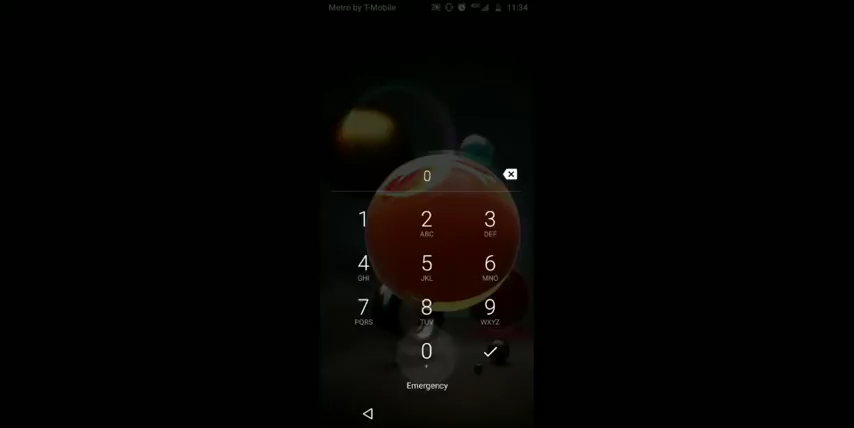 Metro by T-Mobile 4G 11:34
0
1 2 3
ABC DEF
4 5 6
GHI JKL MNO
7 8 9
PQRS TUV WXYZ
0
+
Emergency